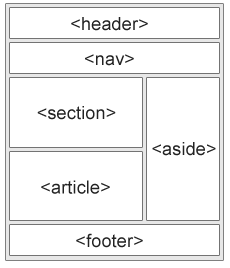 <header>
<nav>
<section>
<aside>
<article>
<footer>